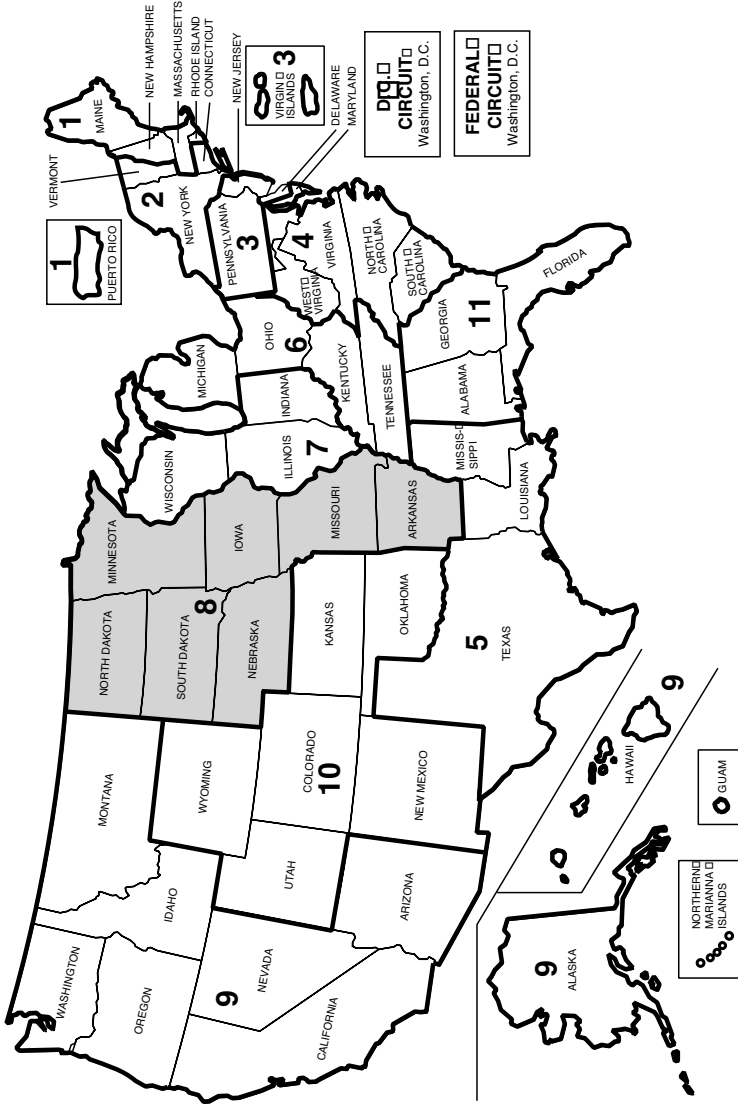 WASHINGTON
OREGON
CALIFORNIA
NEVADA
9
IDAHO
MONTANA
WYOMING
UTAH
ARIZONA
COLORADO
10
NEW MEXICO
NORTH DAKOTA
SOUTH DAKOTA
8
NEBRASKA
KANSAS
OKLAHOMA
TEXAS
5
MINNESOTA
IOWA
MISSOURI
ARKANSAS
LOUISIANA
WISCONSIN
ILLINOIS
7
INDIANA
MICHIGAN
OHIO
6
KENTUCKY
TENNESSEE
MISSIS-
SIPPI
ALABAMA
GEORGIA
11
FLORIDA
SOUTH
CAROLINA
NORTH
CAROLINA
WEST
VIRGINIA
VIRGINIA
4
PENNSYLVANIA
3
NEW YORK
2
VERMONT
MAINE
1
NEW HAMPSHIRE
MASSACHUSETTS
RHODE ISLAND
CONNECTICUT
NEW JERSEY
DELAWARE
MARYLAND
1
PUERTO RICO
VIRGIN
ISLANDS
3
CIRCUIT
Washington, D.C.
FEDERAL
CIRCUIT
Washington, D.C.
9
ALASKA
HAWAII
9
NORTHERN
MARIANNA
ISLANDS
GUAM